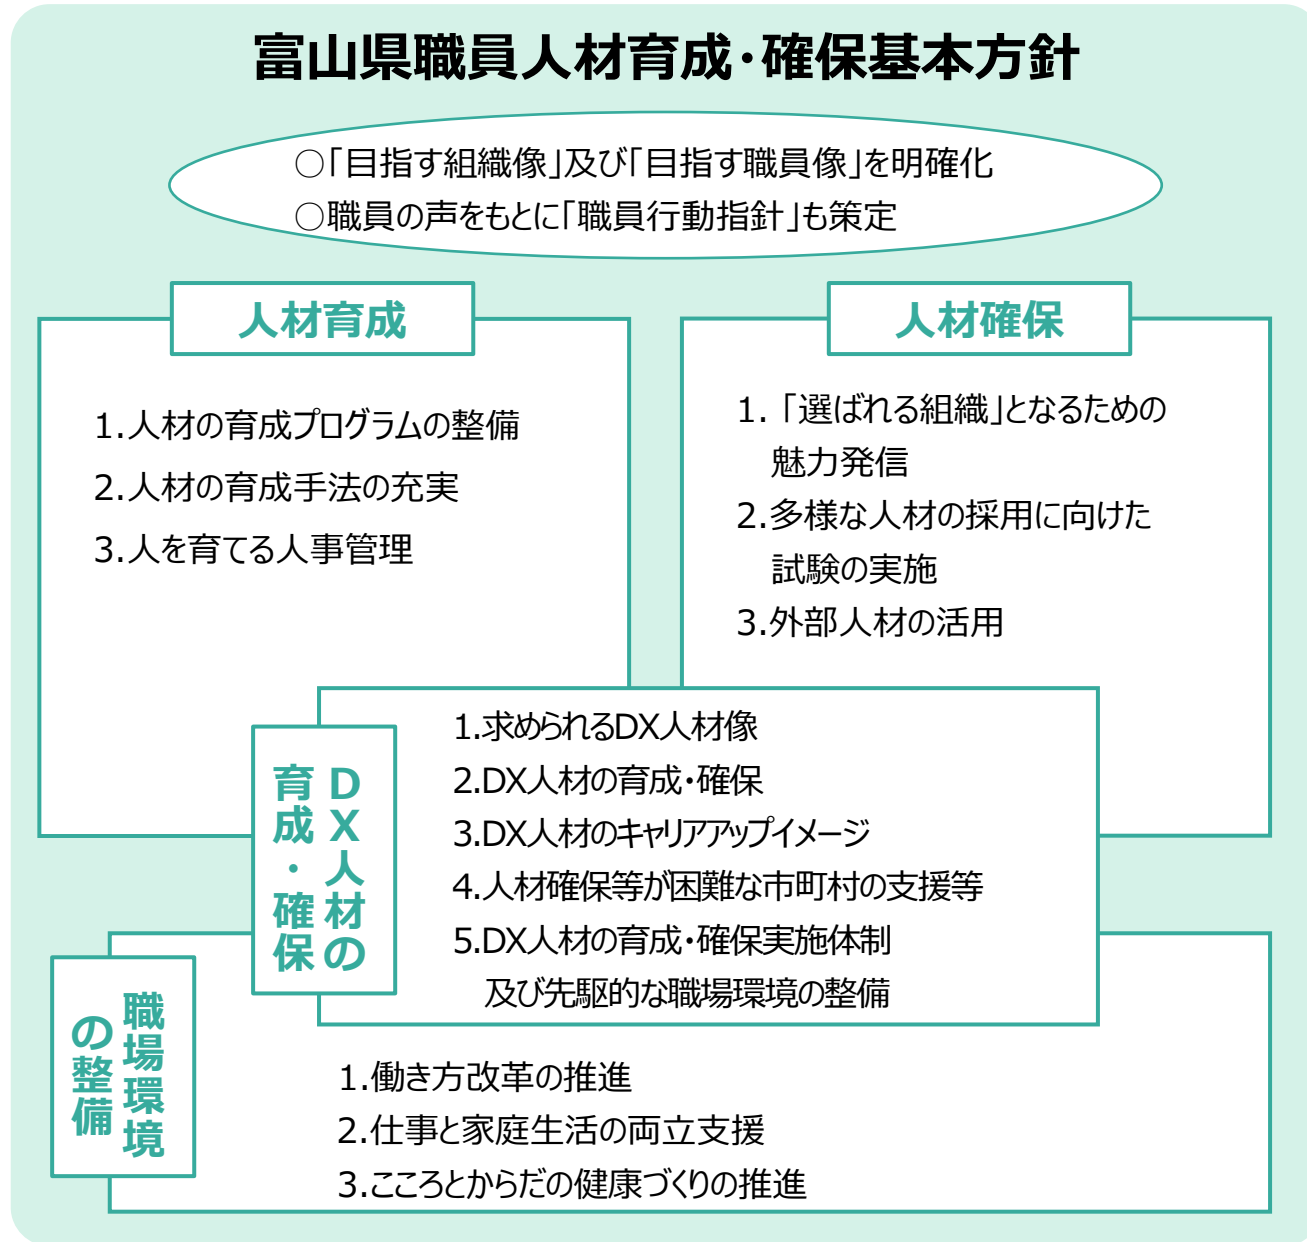 富山県職員人材育成・確保基本方針
○「目指す組織像」及び「目指す職員像」を明確化
○職員の声をもとに「職員行動指針」も策定
人材育成
1.人材の育成プログラムの整備
2.人材の育成手法の充実
3.人を育てる人事管理
人材確保
1.「選ばれる組織」となるための
魅力発信
2.多様な人材の採用に向けた
試験の実施
3.外部人材の活用
DX人材の
育成・確保
1.求められるDX人材像
2.DX人材の育成・確保
3.DX人材のキャリアアップイメージ
4.人材確保等が困難な市町村の支援等
5.DX人材の育成・確保実施体制
及び先駆的な職場環境の整備
職場環境
の整備
1.働き方改革の推進
2.仕事と家庭生活の両立支援
3.こころとからだの健康づくりの推進